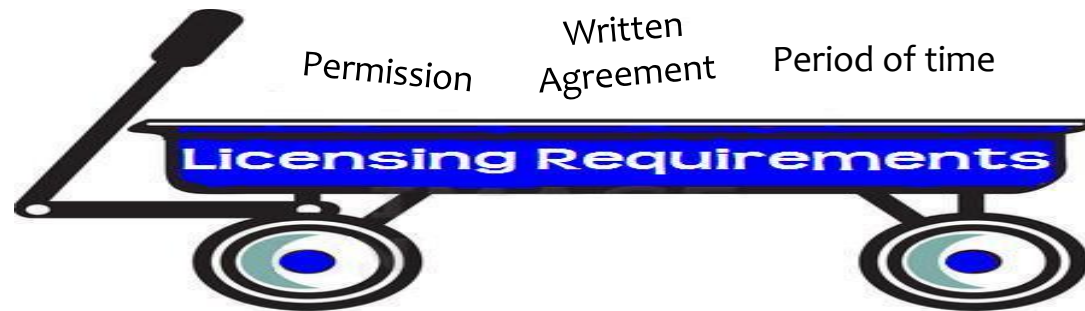 Permission
Written
Agreement
Period of time
Licensing Requirements